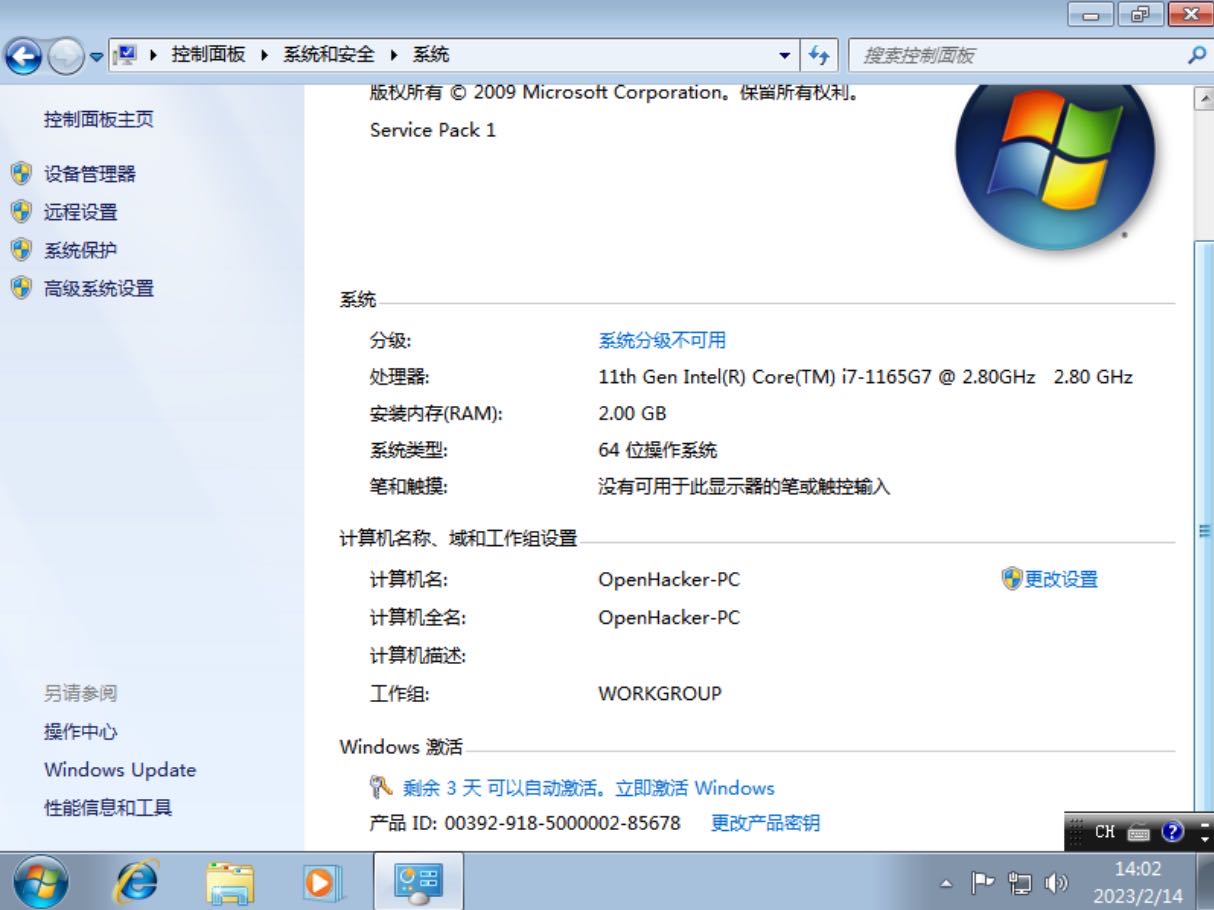 控制面板 ▸ 系统和安全 ▸ 系统
搜索控制面板
控制面板主页
设备管理器
远程设置
系统保护
高级系统设置
另请参阅
操作中心
Windows Update
性能信息和工具
版权所有 © 2009 Microsoft Corporation。保留所有权利。
Service Pack 1
系统
分级: 系统分级不可用
处理器: 11th Gen Intel(R) Core(TM) i7-1165G7 @ 2.80GHz 2.80 GHz
安装内存(RAM): 2.00 GB
系统类型: 64 位操作系统
笔和触摸: 没有可用于此显示器的笔或触控输入
计算机名称、域和工作组设置
计算机名: OpenHacker-PC 更改设置
计算机全名: OpenHacker-PC
计算机描述:
工作组: WORKGROUP
Windows 激活
剩余 3 天 可以自动激活。立即激活 Windows
产品 ID: 00392-918-5000002-85678 更改产品密钥
CH
14:02
2023/2/14